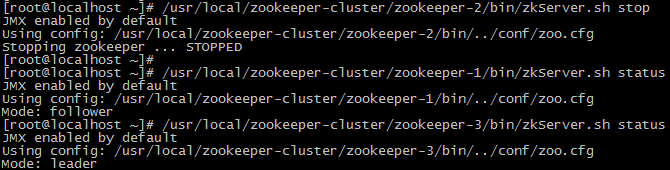 [root@localhost ~]# /usr/local/zookeeper-cluster/zookeeper-2/bin/zkServer.sh stop
JMX enabled by default
Using config: /usr/local/zookeeper-cluster/zookeeper-2/bin/../conf/zoo.cfg
Stopping zookeeper ... STOPPED
[root@localhost ~]#
[root@localhost ~]# /usr/local/zookeeper-cluster/zookeeper-1/bin/zkServer.sh status
JMX enabled by default
Using config: /usr/local/zookeeper-cluster/zookeeper-1/bin/../conf/zoo.cfg
Mode: follower
[root@localhost ~]# /usr/local/zookeeper-cluster/zookeeper-3/bin/zkServer.sh status
JMX enabled by default
Using config: /usr/local/zookeeper-cluster/zookeeper-3/bin/../conf/zoo.cfg
Mode: leader